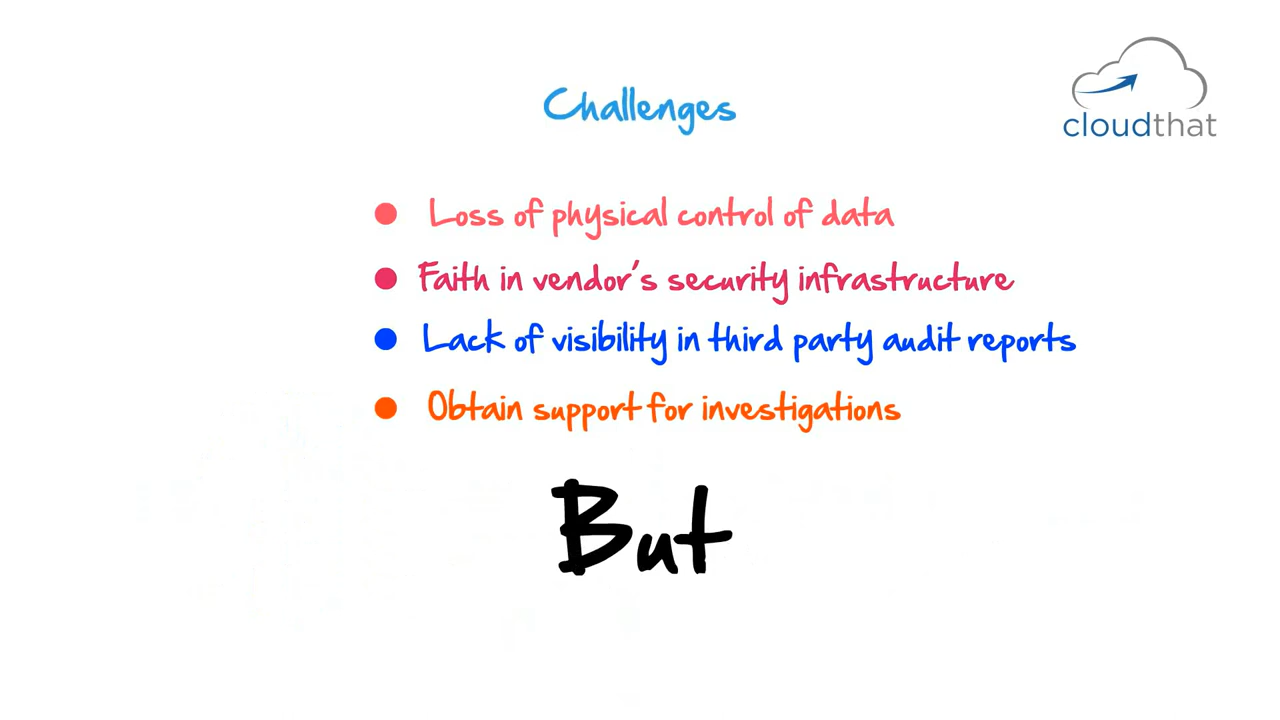 Challenges
cloudthat
Loss of physical control of data
Faith in vendor's security infrastructure
Lack of visibility in third party audit reports
Obtain support for investigations
But